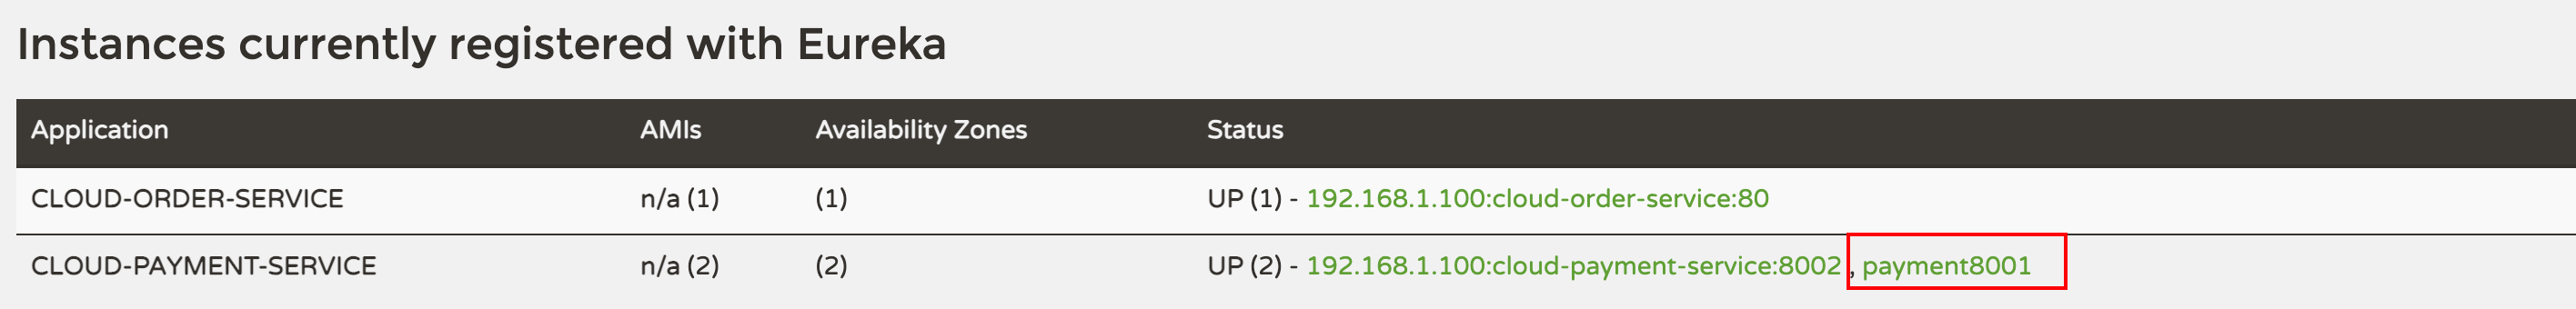 Instances currently registered with Eureka
Application AMIs Availability Zones Status
CLOUD-ORDER-SERVICE n/a (1) (1) UP (1) - 192.168.1.100:cloud-order-service:80
CLOUD-PAYMENT-SERVICE n/a (2) (2) UP (2) - 192.168.1.100:cloud-payment-service:8002 , payment8001